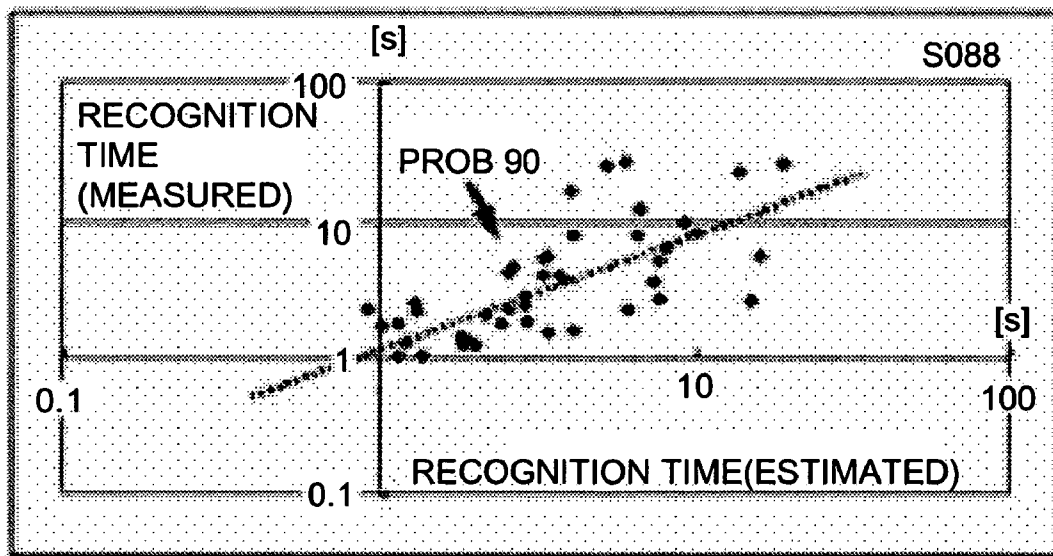 [s]
S088
100
RECOGNITION
TIME
(MEASURED)
PROB 90
10
[s]
1
0.1
10
100
RECOGNITION TIME(ESTIMATED)
0.1